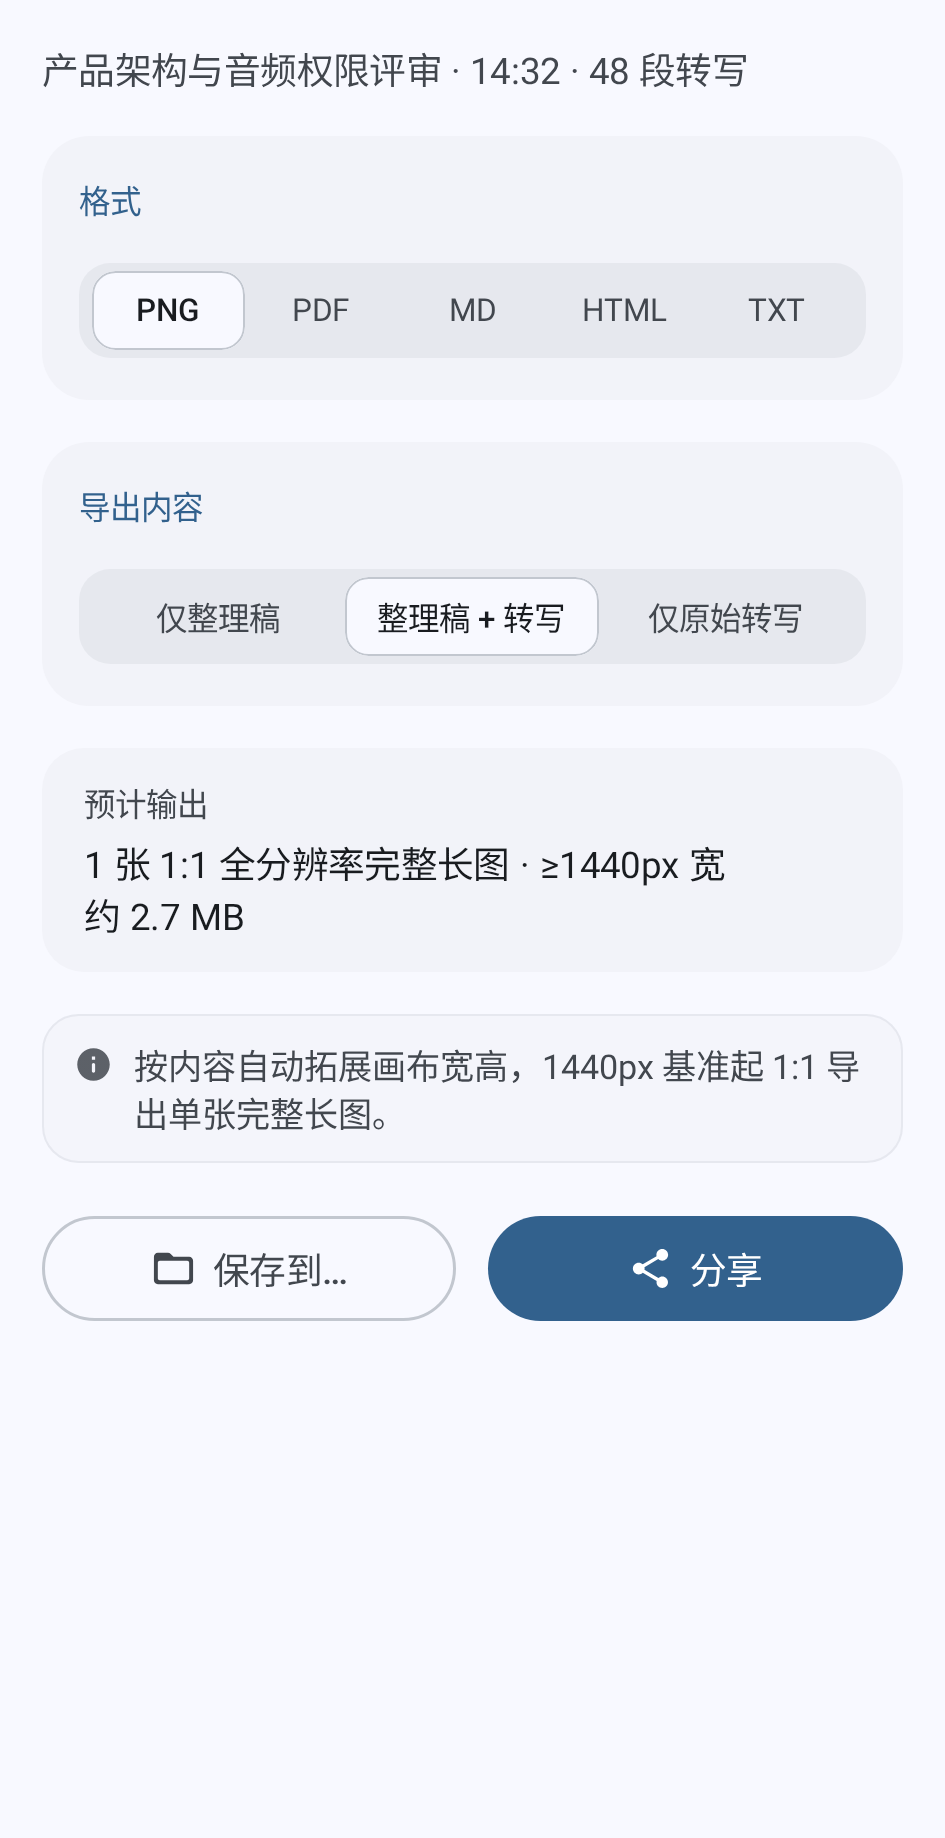 产品架构与音频权限评审 · 14:32 · 48 段转写
格式
PNG PDF MD HTML TXT
导出内容
仅整理稿 整理稿 + 转写 仅原始转写
预计输出
1 张 1:1 全分辨率完整长图 · ≥1440px 宽
约 2.7 MB
按内容自动拓展画布宽高，1440px 基准起 1:1 导
出单张完整长图。
保存到... 分享